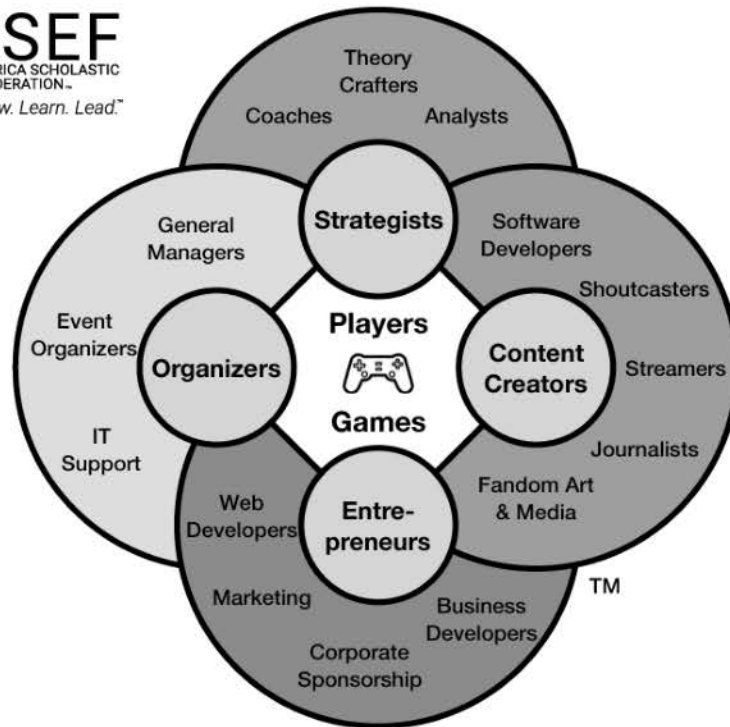 SEF
RICA SCHOLASTIC
DERATION™
w. Learn. Lead.™
Theory
Crafters
Coaches
Analysts
Strategists
General
Managers
Software
Developers
Shoutcasters
Event
Organizers
Players
Organizers
Content
Creators
Streamers
Games
IT
Support
Journalists
Web
Developers
Fandom Art
& Media
Entre-
preneurs
Marketing
Business
Developers
TM
Corporate
Sponsorship